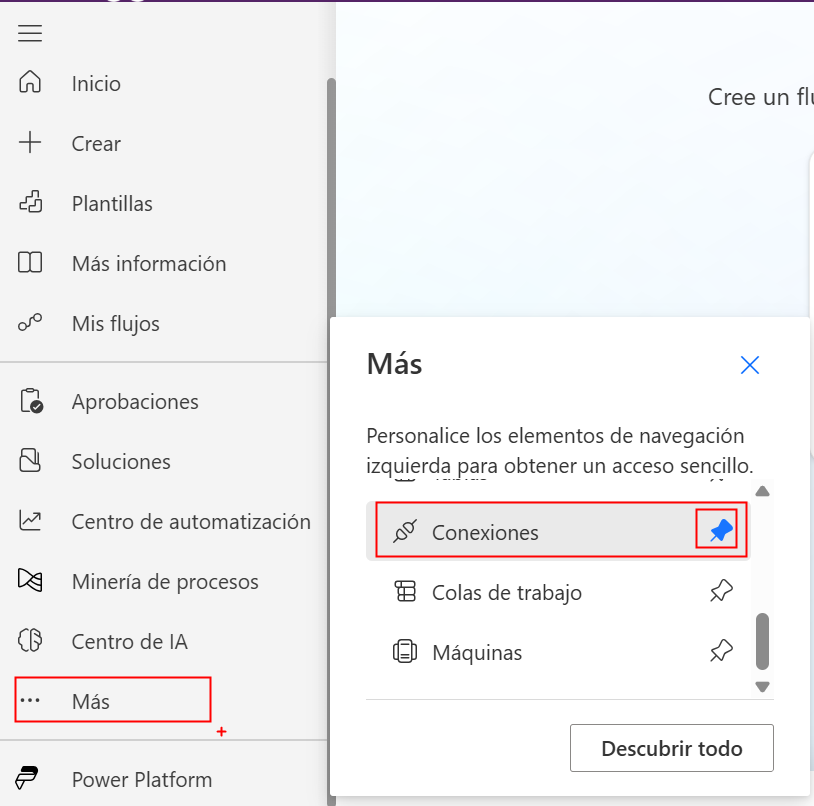 Inicio
Crear
Plantillas
Más información
Mis flujos
Aprobaciones
Soluciones
Centro de automatización
Minería de procesos
Centro de IA
Más
Power Platform
Cree un
Más
Personalice los elementos de navegación
izquierda para obtener un acceso sencillo.
Conexiones
Colas de trabajo
Máquinas
Descubrir todo